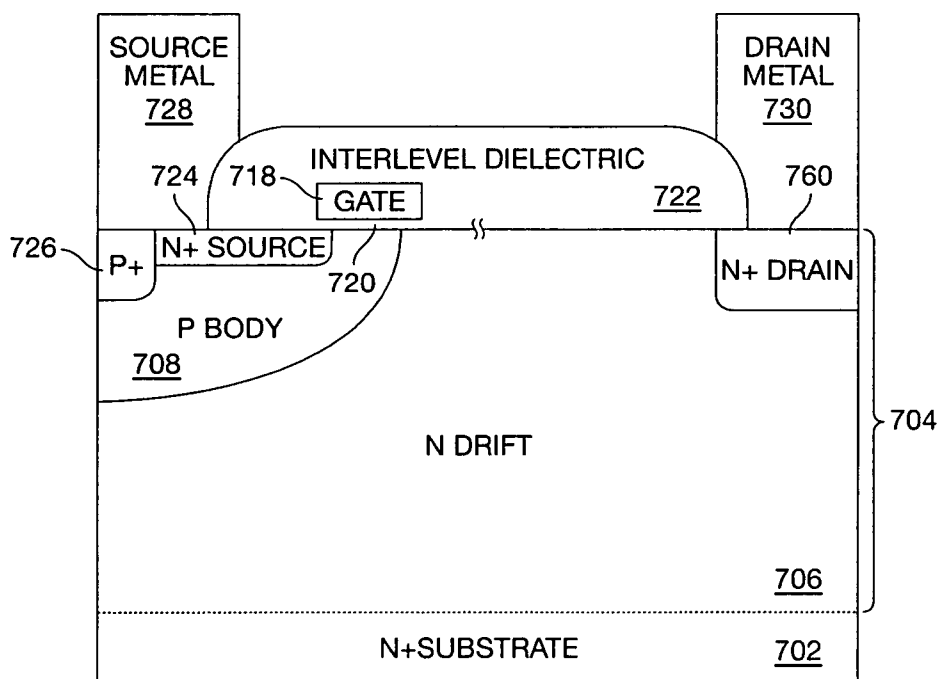 SOURCE
METAL
728
DRAIN
METAL
730
INTERLEVEL DIELECTRIC
724
718
GATE
722
760
726
P+
N+ SOURCE
720
N+ DRAIN
P BODY
708
704
N DRIFT
706
N+SUBSTRATE
702